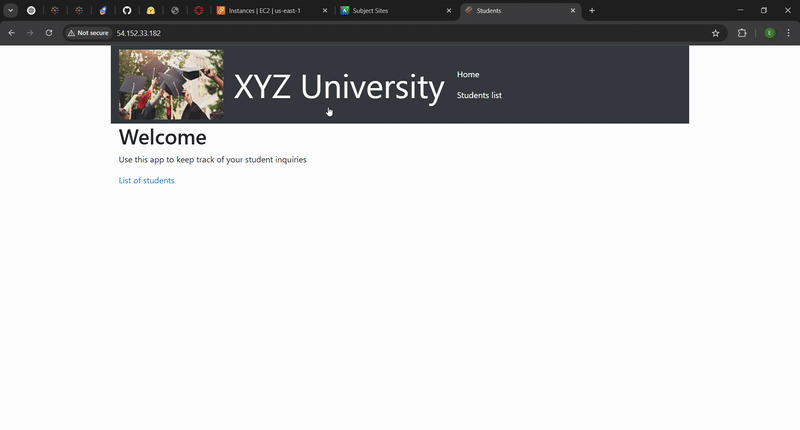 Instances | EC2 | us-east-1
Subject Sites
Students
Not secure
54.152.33.182
XYZ University
Home
Students list
Welcome
Use this app to keep track of your student inquiries
List of students